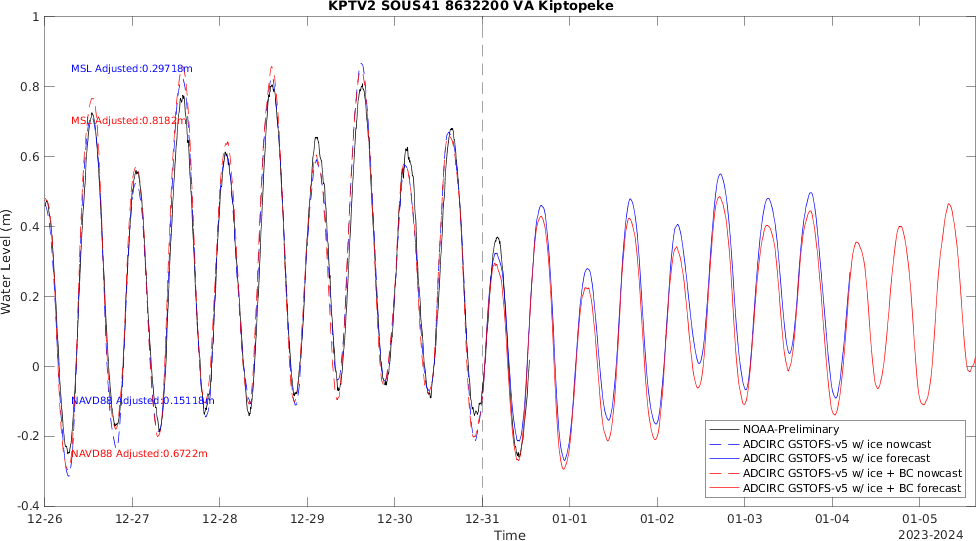 KPTV2 SOUS41 8632200 VA Kiptopeke
1
0.8
0.6
0.4
0.2
0
-0.2
-0.4
Water Level (m)
MSL Adjusted:0.29718m
MSL Adjusted:0.8182m
NAVD88 Adjusted:0.15118m
NAVD88 Adjusted:0.6722m
NOAA-Preliminary
ADCIRC GSTOFS-v5 w/ ice nowcast
ADCIRC GSTOFS-v5 w/ ice forecast
ADCIRC GSTOFS-v5 w/ ice + BC nowcast
ADCIRC GSTOFS-v5 w/ ice + BC forecast
12-26 12-27 12-28 12-29 12-30 12-31 01-01 01-02 01-03 01-04 01-05
Time
2023-2024